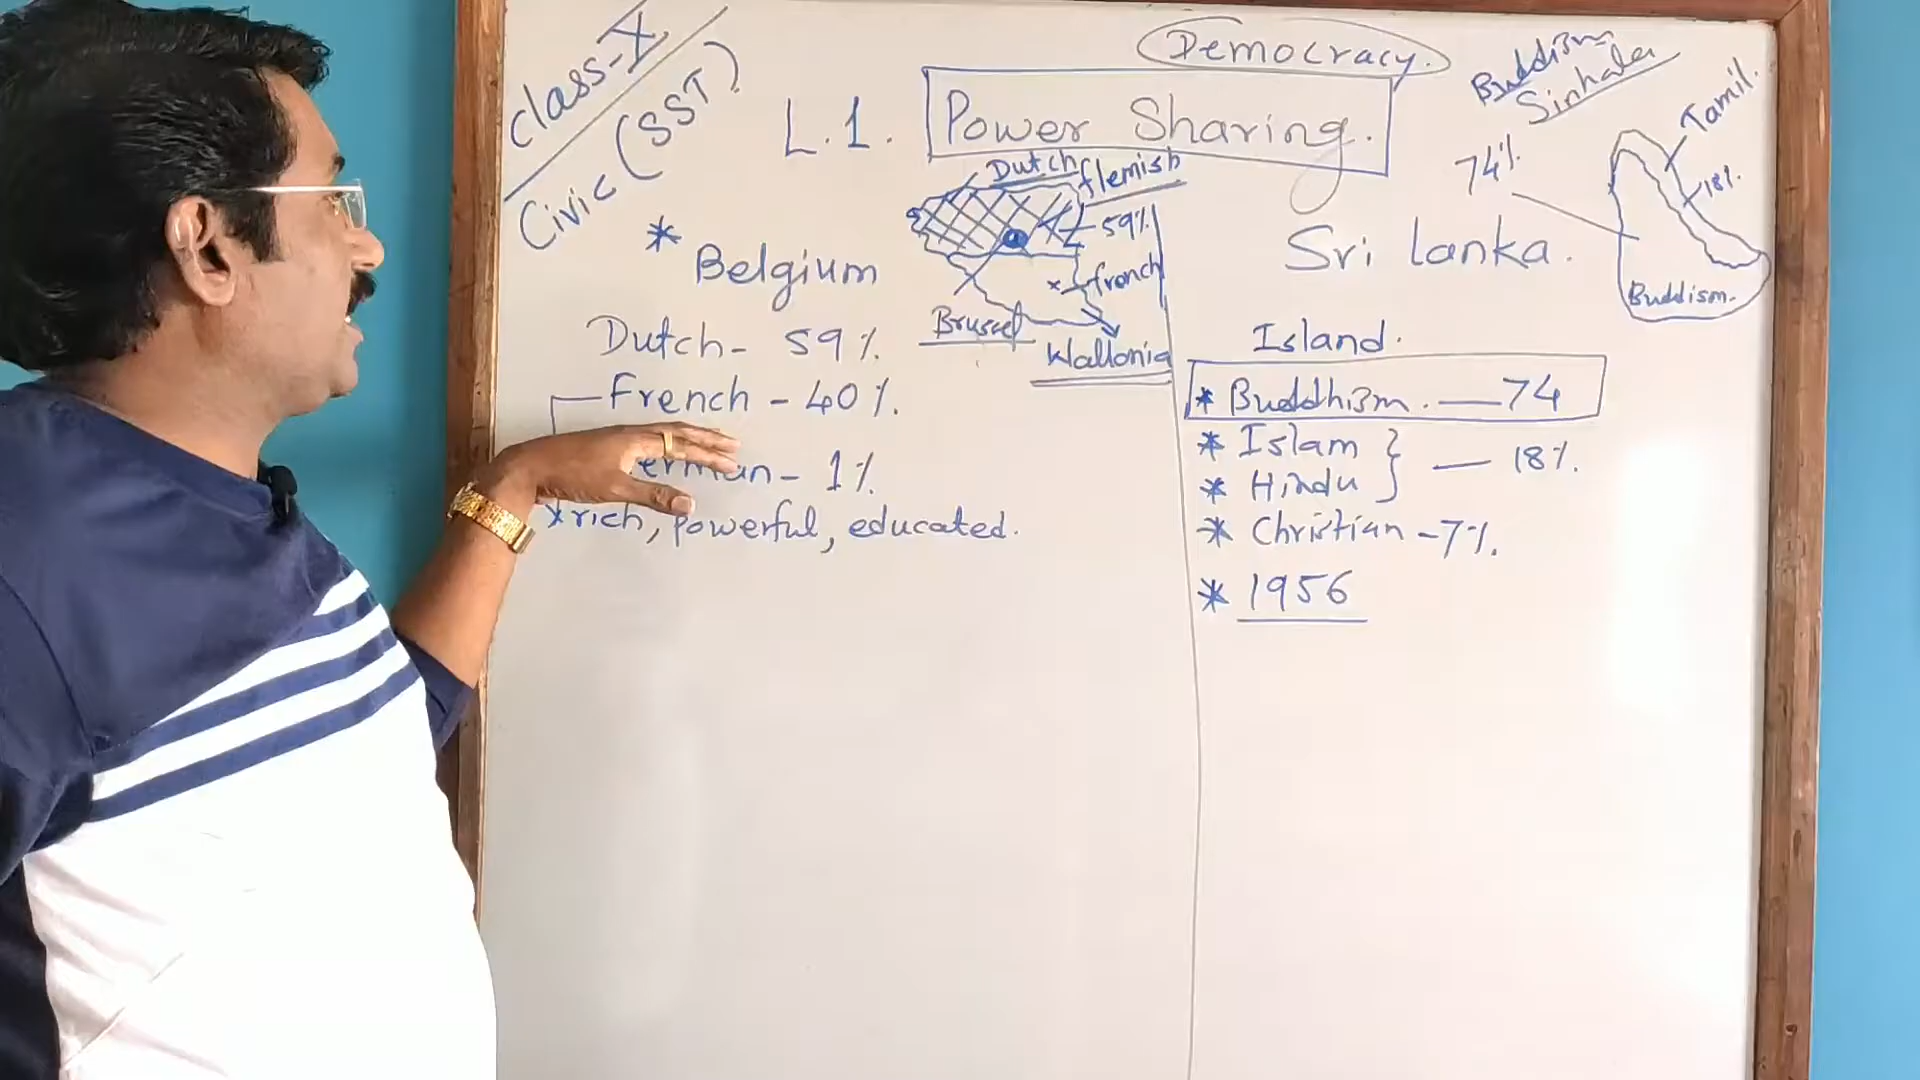 class-X
Civic (SST)
Democracy.
L.1. Power Sharing.
* Belgium
Dutch flemish
59%
* french
Brussel
Wallonia
Dutch - 59%
French - 40%.
erman - 1%
* rich, powerful, educated.
Buddism
Sinhala
74%
Tamil.
18%
Buddism.
Sri lanka.
Island.
* Buddhism. — 74
* Islam } — 18%.
* Hindu
* Christian - 7%.
* 1956